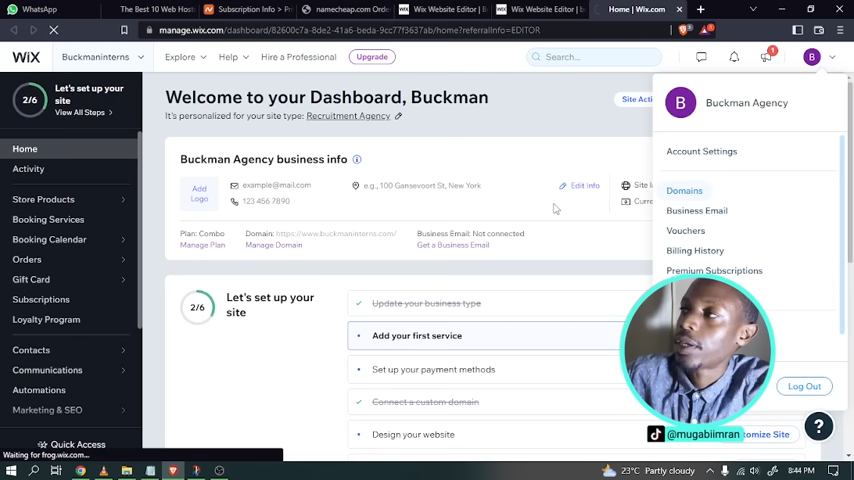 WhatsApp
The 10 Best Web Host
Subscription Info > Pri
namecheap.com Order
Wix Website Editor | B
Wix Website Editor | b
Home | Wix.com
manage.wix.com/dashboard/82600c7a-8de2-41a6-beda-9cc77f3637ab/home?referralInfo=EDITOR
WIX
Buckmaninterns
Explore
Help
Hire a Professional
Upgrade
Search...
1
B
2/6
Let's set up your
site
View All Steps >
Home
Activity
Store Products
Booking Services
Booking Calendar
Orders
Gift Card
Subscriptions
Loyalty Program
Contacts
Communications
Automations
Marketing & SEO
Quick Access
Waiting for frog.wix.com...
Welcome to your Dashboard, Buckman
It's personalized for your site type: Recruitment Agency
Site Acti
Buckman Agency business info
Add
Logo
example@mail.com
123 456 7890
e.g., 100 Gansevoort St, New York
Edit Info
Site l
Curre
Plan: Combo
Manage Plan
Domain: https://www.buckmaninterns.com/
Manage Domain
Business Email: Not connected
Get a Business Email
2/6
Let's set up your
site
Update your business type
Add your first service
Set up your payment methods
Connect a custom domain
Design your website
B
Buckman Agency
Account Settings
Domains
Business Email
Vouchers
Billing History
Premium Subscriptions
Log Out
tomize Site
?
@mugabiimran
23°C Partly cloudy
8:44 PM